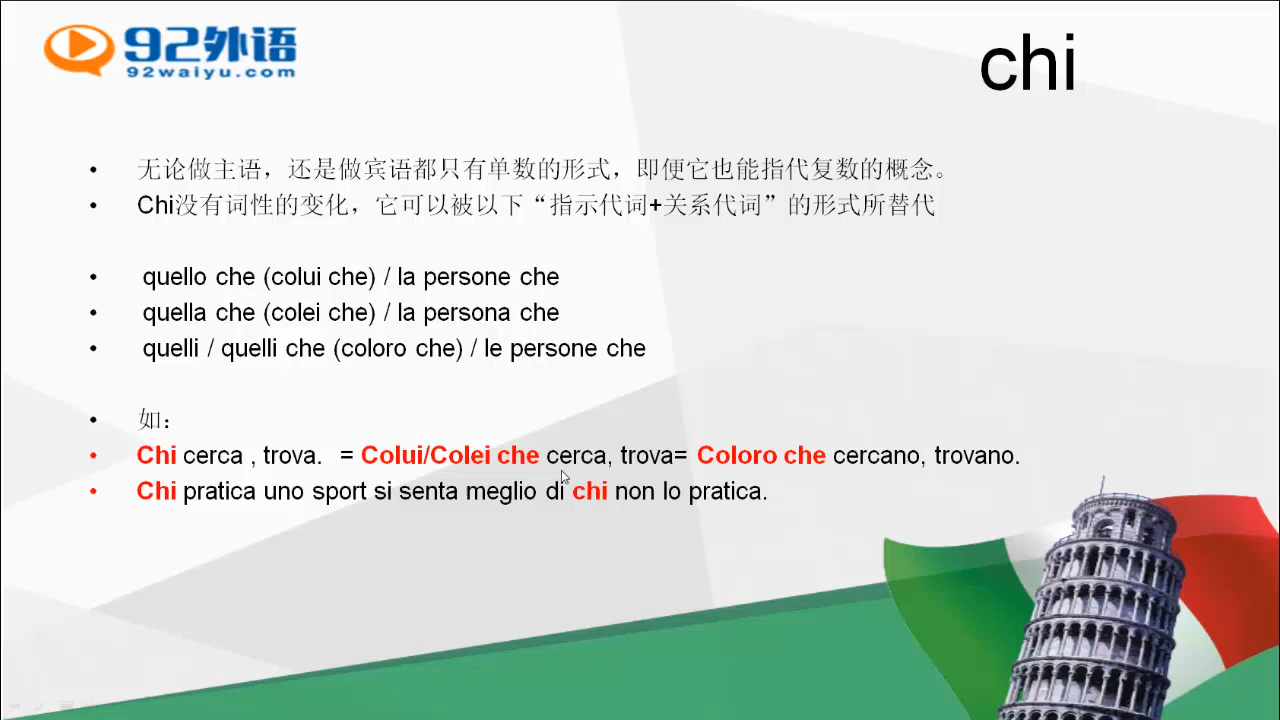 92外语
92waiyu.com
chi
• 无论做主语，还是做宾语都只有单数的形式，即便它也能指代复数的概念。
• Chi没有词性的变化，它可以被以下“指示代词+关系代词”的形式所替代
• quello che (colui che) / la persone che
• quella che (colei che) / la persona che
• quelli / quelli che (coloro che) / le persone che
• 如：
• Chi cerca , trova. = Colui/Colei che cerca, trova= Coloro che cercano, trovano.
• Chi pratica uno sport si senta meglio di chi non lo pratica.